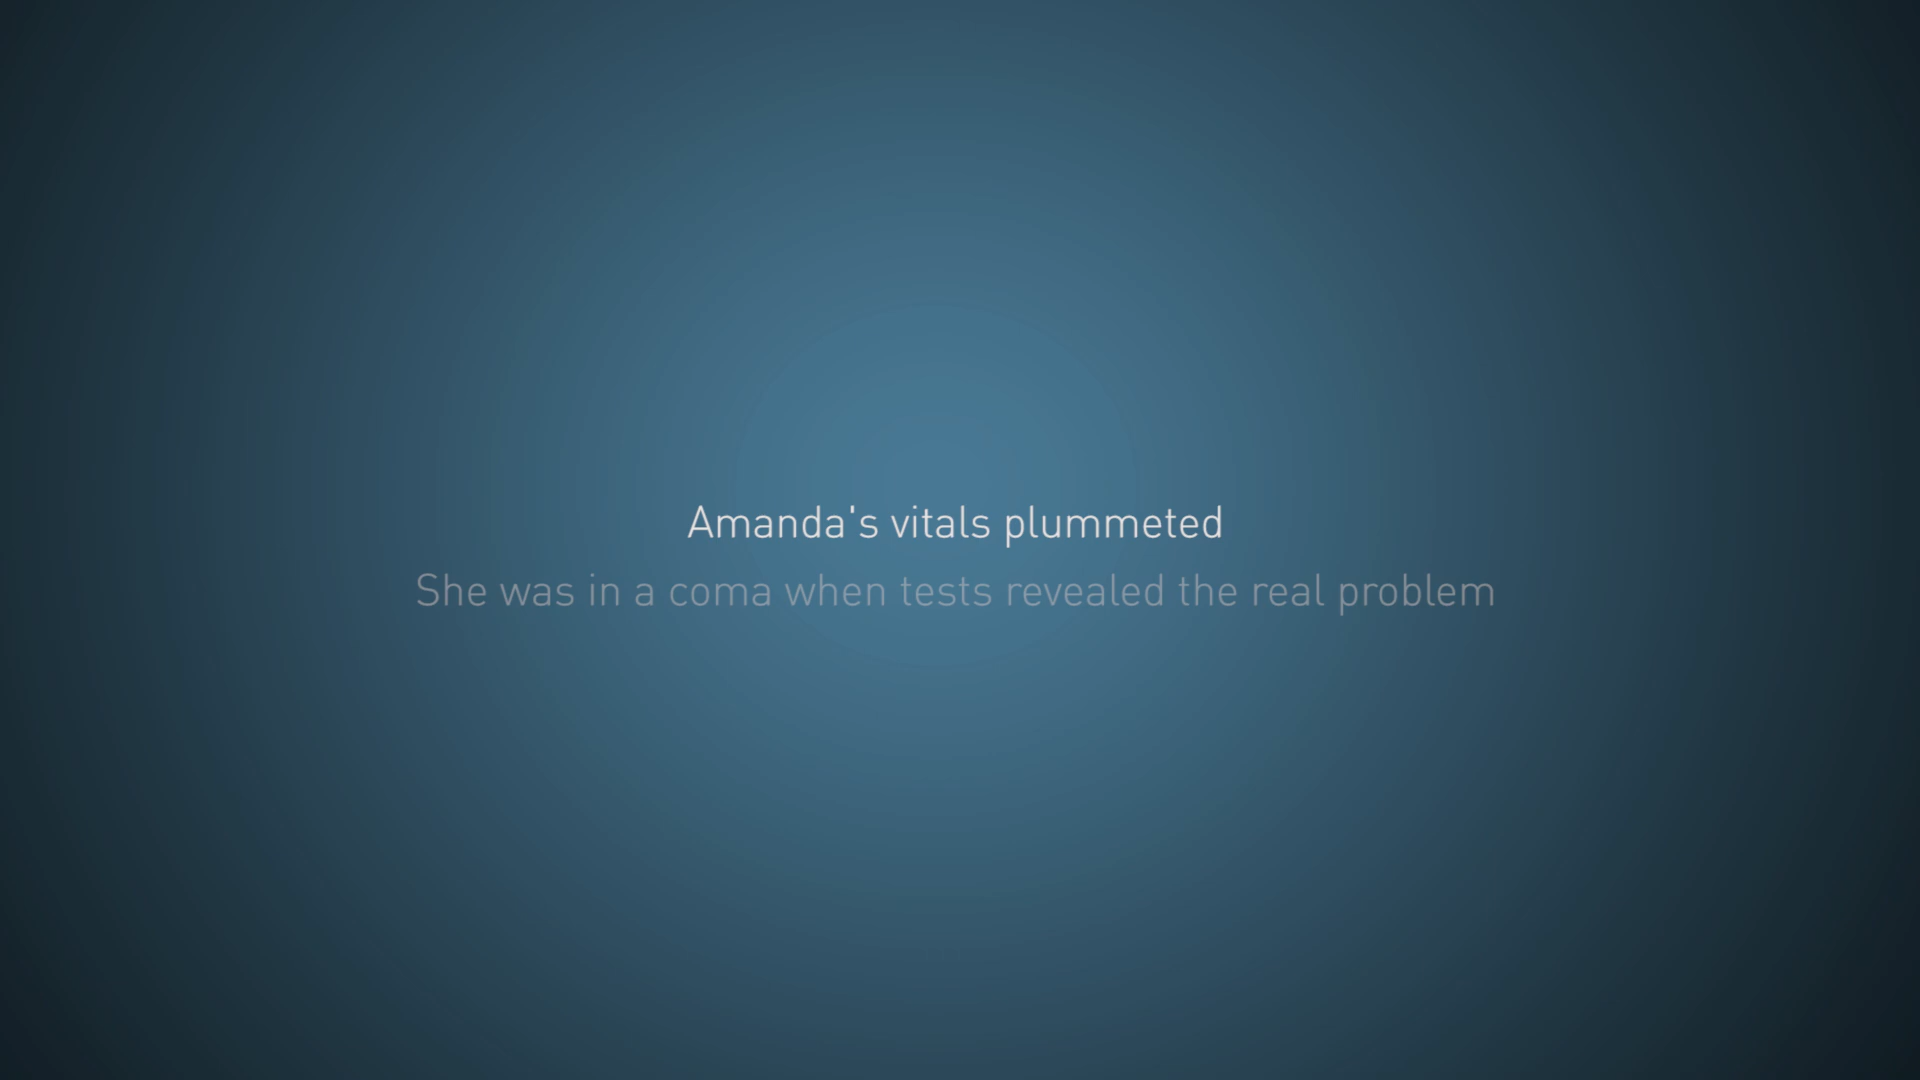 Amanda's vitals plummeted
She was in a coma when tests revealed the real problem